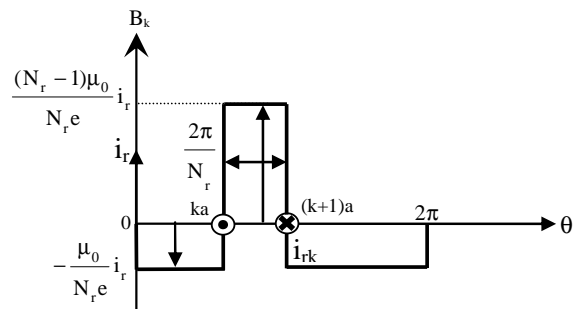 B_k
(N_r − 1)μ_0 / N_r e i_r
i_r
2π / N_r
ka
(k+1)a
2π
0
θ
i_rk
− μ_0 / N_r e i_r